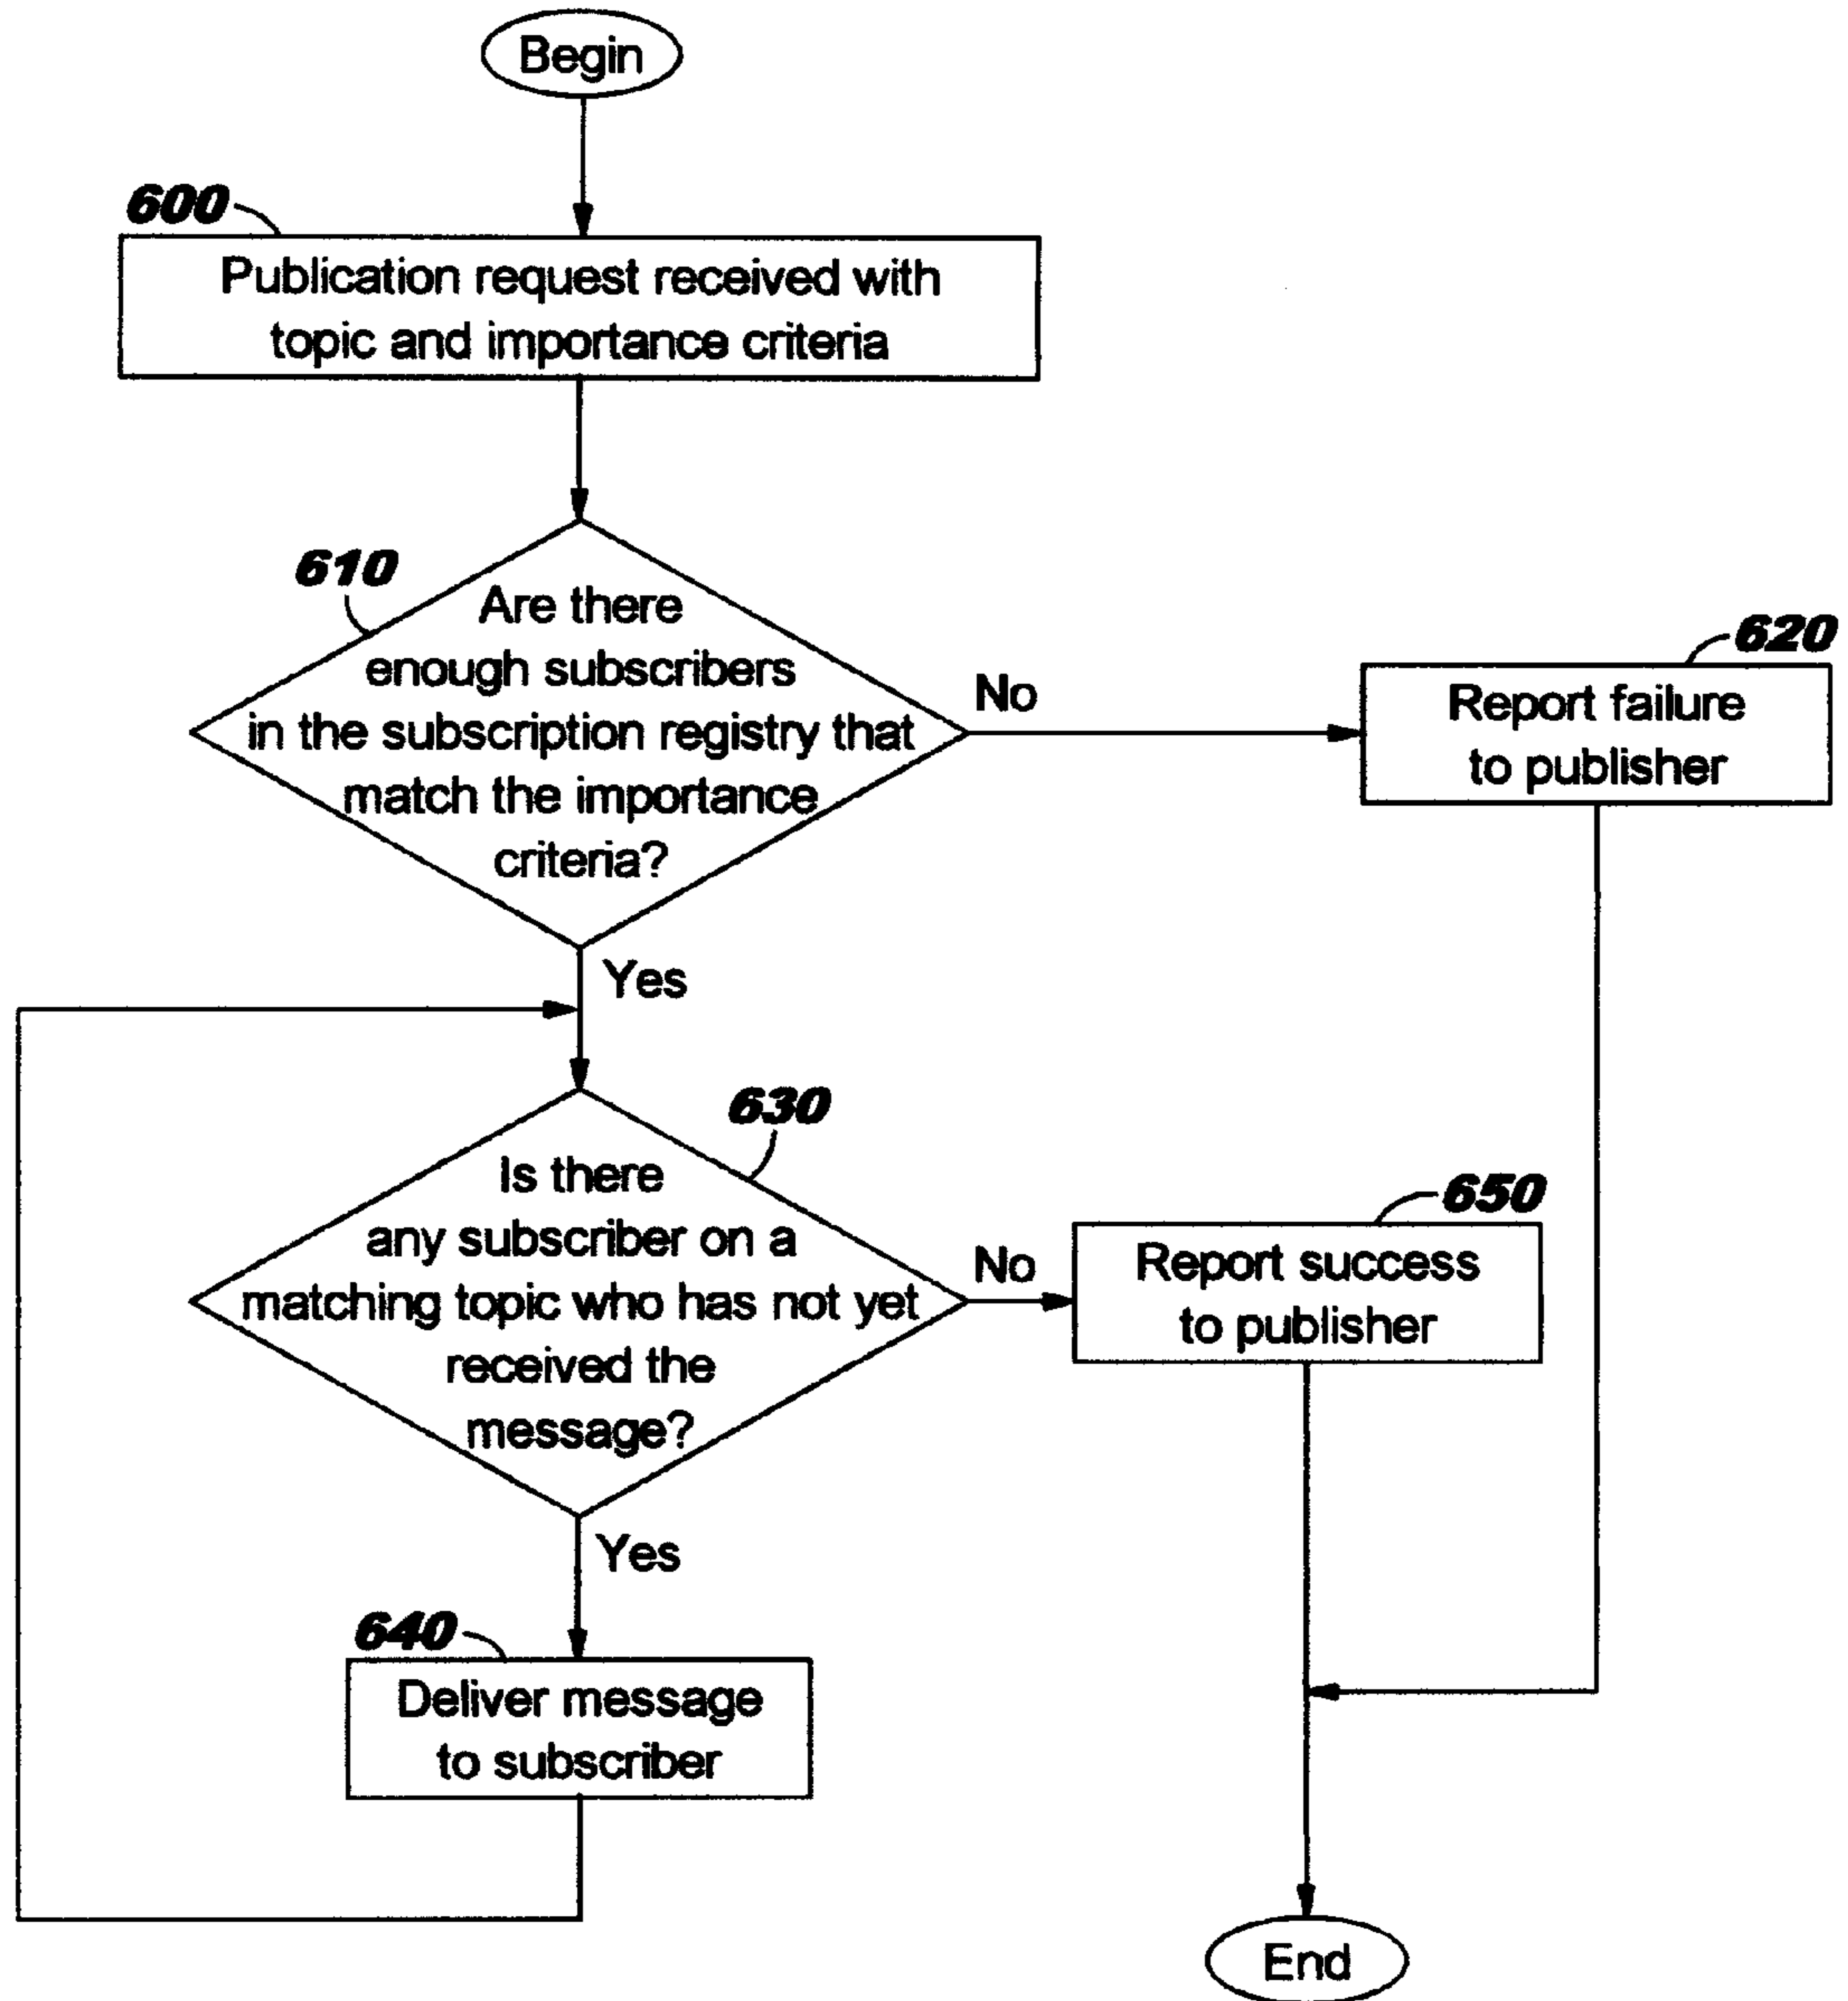 Begin
600
Publication request received with
topic and importance criteria
610
Are there
enough subscribers
in the subscription registry that
match the importance
criteria?
No
620
Report failure
to publisher
Yes
630
Is there
any subscriber on a
matching topic who has not yet
received the
message?
No
650
Report success
to publisher
Yes
640
Deliver message
to subscriber
End